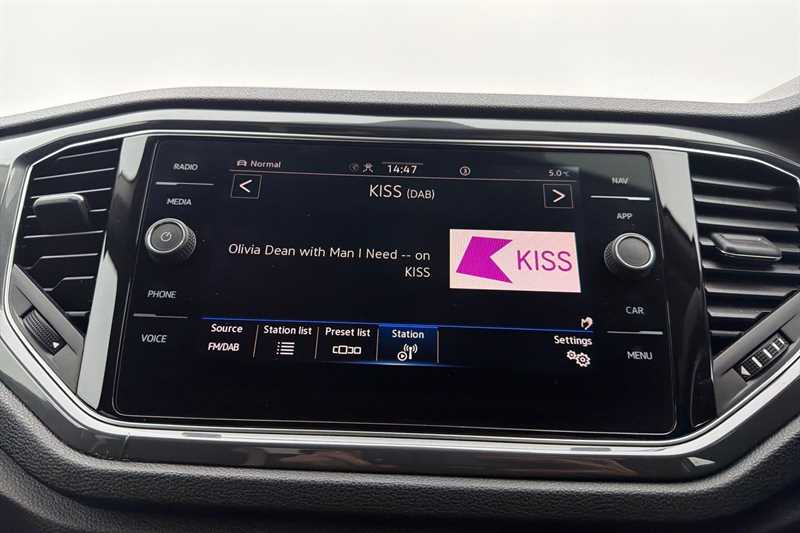 RADIO
MEDIA
PHONE
VOICE
Normal
14:47
3
5.0°C
<
KISS (DAB)
>
Olivia Dean with Man I Need -- on
KISS
KISS
Source
FM/DAB
Station list
Preset list
Station
Settings
NAV
APP
CAR
MENU